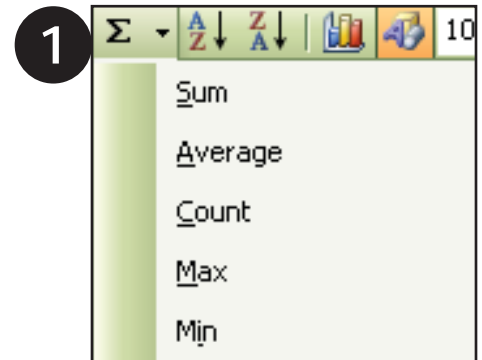 1
Σ A Z Z A 10
Sum
Average
Count
Max
Min